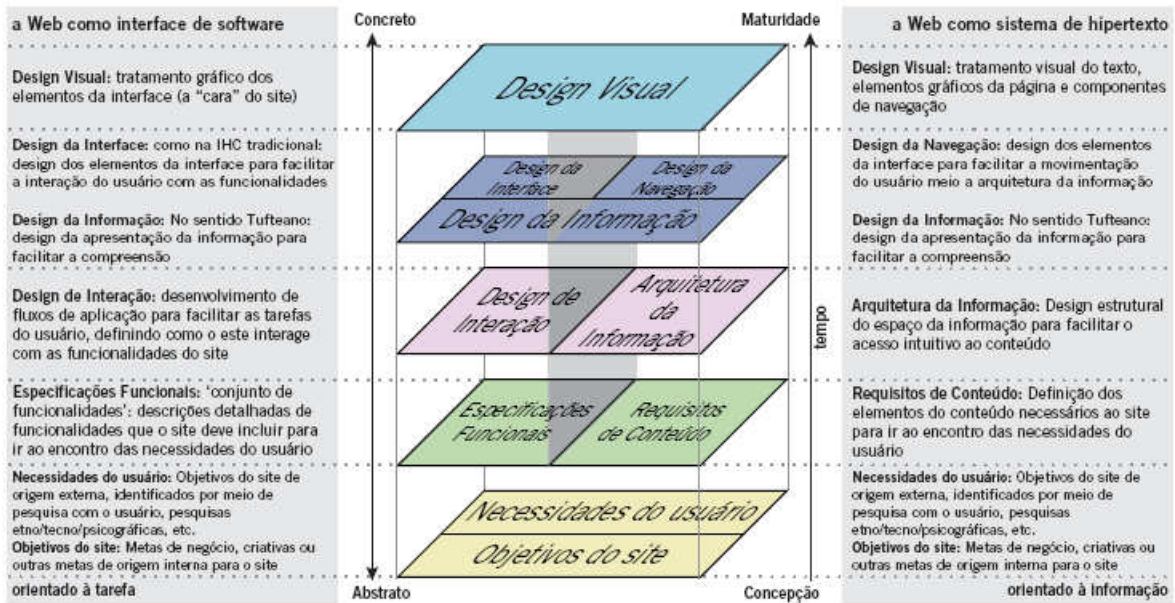 a Web como interface de software
Design Visual: tratamento gráfico dos
elementos da interface (a “cara” do site)
Design da Interface: como na IHC tradicional:
design dos elementos da interface para facilitar
a interação do usuário com as funcionalidades
Design da Informação: No sentido Tufteano:
design da apresentação da informação para
facilitar a compreensão
Design de Interação: desenvolvimento de
fluxos de aplicação para facilitar as tarefas
do usuário, definindo como o este interage
com as funcionalidades do site
Especificações Funcionais: ‘conjunto de
funcionalidades’: descrições detalhadas de
funcionalidades que o site deve incluir para
ir ao encontro das necessidades do usuário
Necessidades do usuário: Objetivos do site de
origem externa, identificados por meio de
pesquisa com o usuário, pesquisas
etno/tecno/psicográficas, etc.
Objetivos do site: Metas de negócio, criativas ou
outras metas de origem interna para o site
orientado à tarefa
Concreto
Maturidade
Design Visual
Design da
Interface
Design da
Navegação
Design da Informação
Design de
Interação
Arquitetura
da
Informação
Especificações
Funcionais
Requisitos
de Conteúdo
Necessidades do usuário
Objetivos do site
tempo
Abstrato
Concepção
a Web como sistema de hipertexto
Design Visual: tratamento visual do texto,
elementos gráficos da página e componentes
de navegação
Design da Navegação: design dos elementos
da interface para facilitar a movimentação
do usuário meio a arquitetura da informação
Design da Informação: No sentido Tufteano:
design da apresentação da informação para
facilitar a compreensão
Arquitetura da Informação: Design estrutural
do espaço da informação para facilitar o
acesso intuitivo ao conteúdo
Requisitos de Conteúdo: Definição dos
elementos do conteúdo necessários ao site
para ir ao encontro das necessidades do
usuário
Necessidades do usuário: Objetivos do site de
origem externa, identificados por meio de
pesquisa com o usuário, pesquisas
etno/tecno/psicográficas, etc.
Objetivos do site: Metas de negócio, criativas ou
outras metas de origem interna para o site
orientado à informação